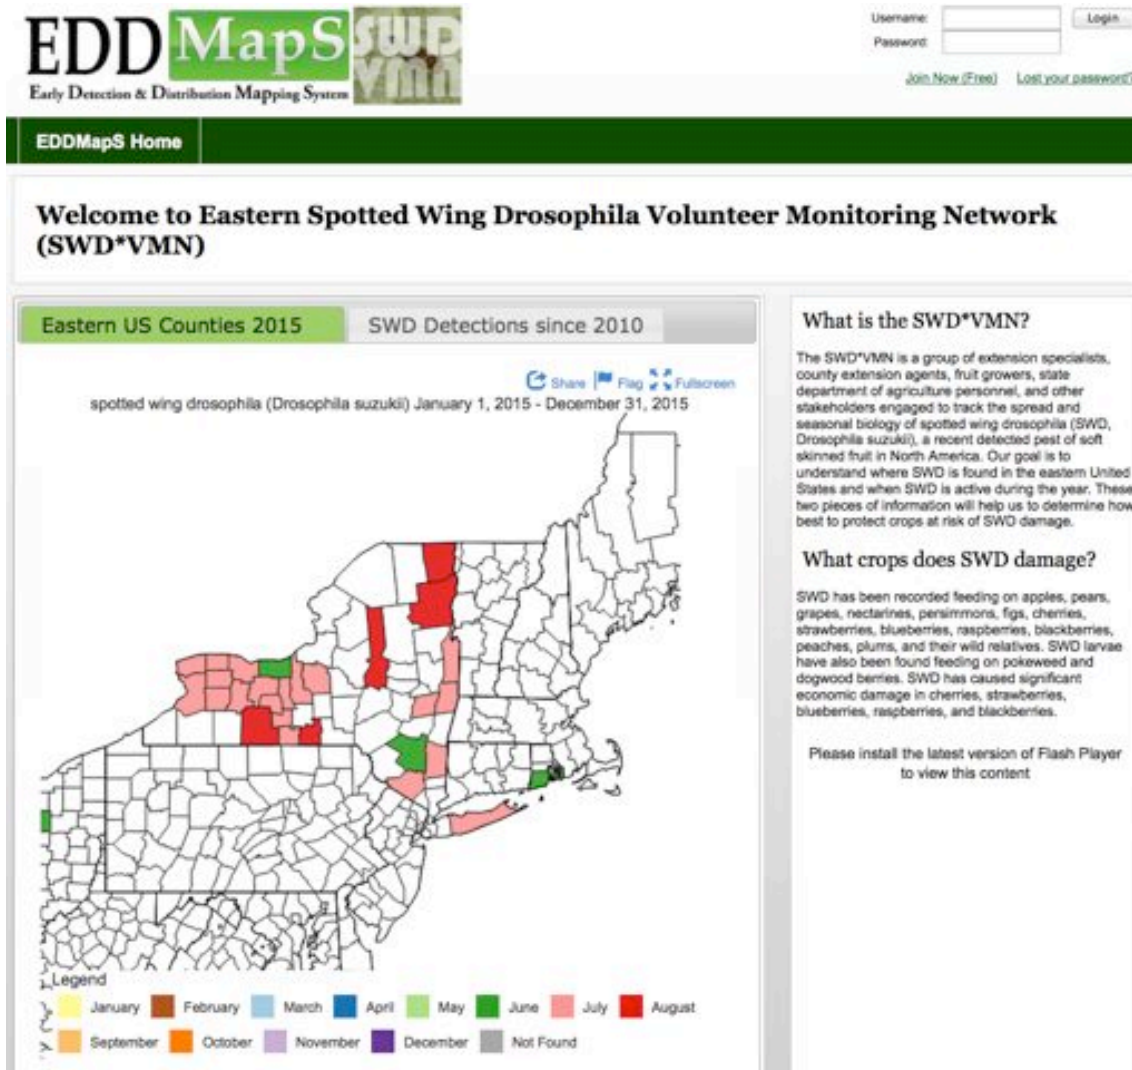 EDD MapS SWD
VMN
Early Detection & Distribution Mapping System
Username:
Login
Password:
Join Now (Free) Lost your password?
EDDMapS Home
Welcome to Eastern Spotted Wing Drosophila Volunteer Monitoring Network
(SWD*VMN)
Eastern US Counties 2015
SWD Detections since 2010
Share Flag Fullscreen
spotted wing drosophila (Drosophila suzukii) January 1, 2015 - December 31, 2015
Legend
January February March April May June July August
September October November December Not Found
What is the SWD*VMN?
The SWD*VMN is a group of extension specialists,
county extension agents, fruit growers, state
department of agriculture personnel, and other
stakeholders engaged to track the spread and
seasonal biology of spotted wing drosophila (SWD,
Drosophila suzukii), a recent detected pest of soft
skinned fruit in North America. Our goal is to
understand where SWD is found in the eastern United
States and when SWD is active during the year. These
two pieces of information will help us to determine how
best to protect crops at risk of SWD damage.
What crops does SWD damage?
SWD has been recorded feeding on apples, pears,
grapes, nectarines, persimmons, figs, cherries,
strawberries, blueberries, raspberries, blackberries,
peaches, plums, and their wild relatives. SWD larvae
have also been found feeding on pokeweed and
dogwood berries. SWD has caused significant
economic damage in cherries, strawberries,
blueberries, raspberries, and blackberries.
Please install the latest version of Flash Player
to view this content